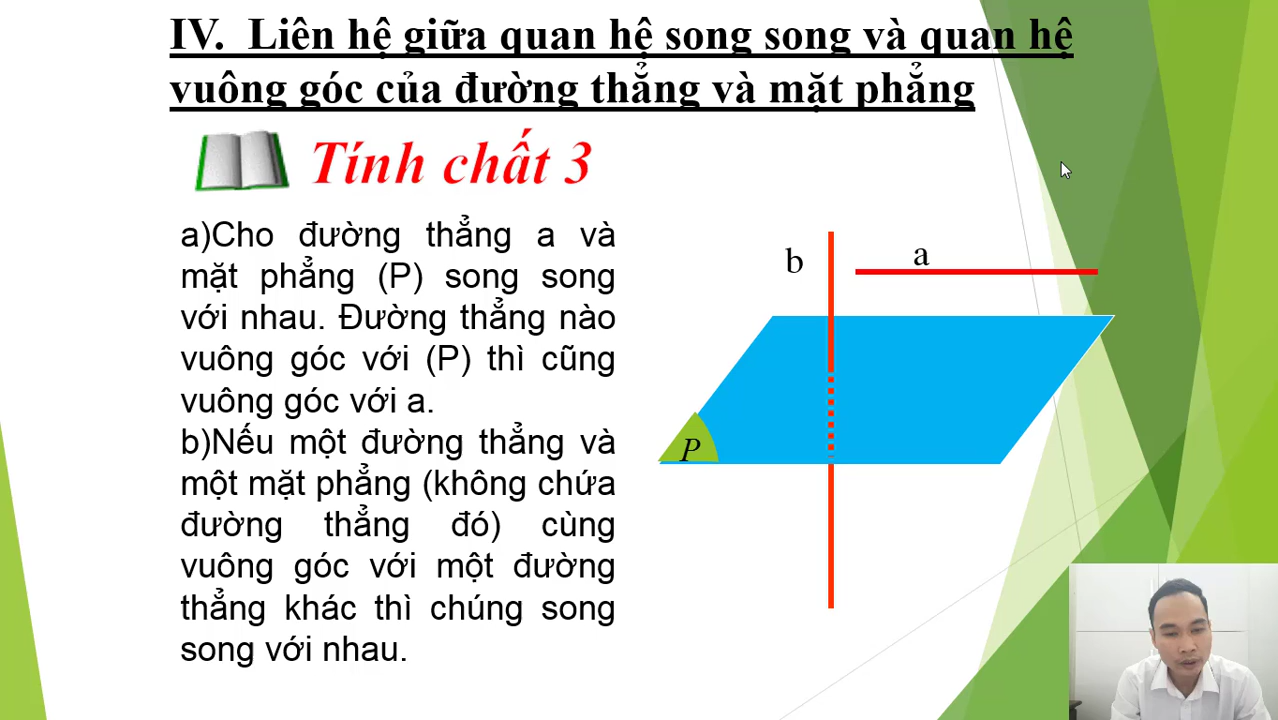 IV. Liên hệ giữa quan hệ song song và quan hệ
vuông góc của đường thẳng và mặt phẳng
Tính chất 3
a)Cho đường thẳng a và
mặt phẳng (P) song song
với nhau. Đường thẳng nào
vuông góc với (P) thì cũng
vuông góc với a.
b)Nếu một đường thẳng và
một mặt phẳng (không chứa
đường thẳng đó) cùng
vuông góc với một đường
thẳng khác thì chúng song
song với nhau.
b
a
P